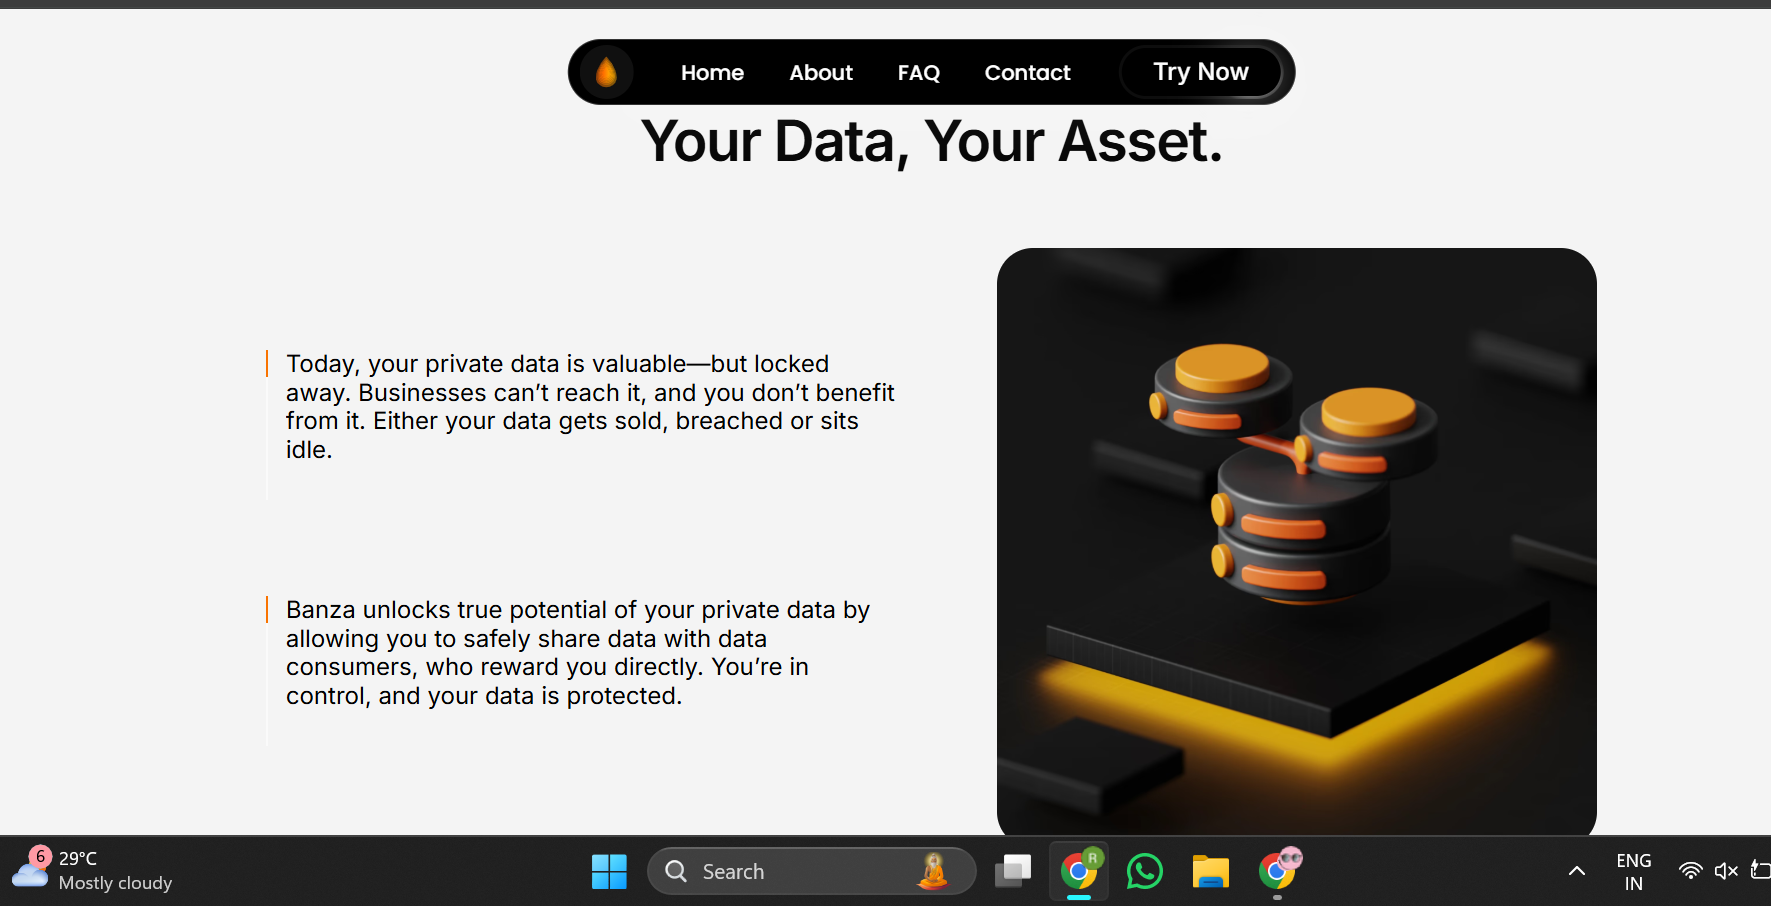 Home About FAQ Contact Try Now
Your Data, Your Asset.
Today, your private data is valuable—but locked
away. Businesses can’t reach it, and you don’t benefit
from it. Either your data gets sold, breached or sits
idle.
Banza unlocks true potential of your private data by
allowing you to safely share data with data
consumers, who reward you directly. You’re in
control, and your data is protected.
6
29°C
Mostly cloudy
Search
R
ENG
IN